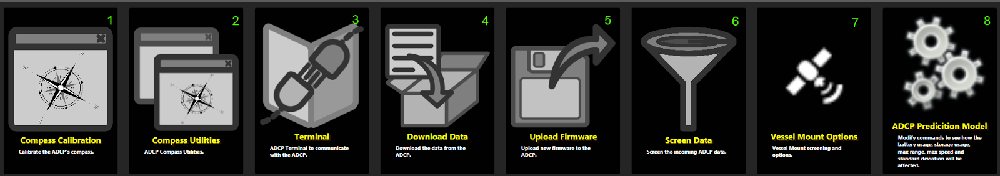 1
Compass Calibration
Calibrate the ADCP's compass.
2
Compass Utilities
ADCP Compass Utilities.
3
Terminal
ADCP Terminal to communicate
with the ADCP.
4
Download Data
Download the data from the
ADCP.
5
Upload Firmware
Upload new firmware to the
ADCP.
6
Screen Data
Screen the incoming ADCP data.
7
Vessel Mount Options
Vessel Mount screening and
options.
8
ADCP Predicition Model
Modify commands to see how the
battery usage, storage usage,
max range, max speed and
standard deviation will be
affected.